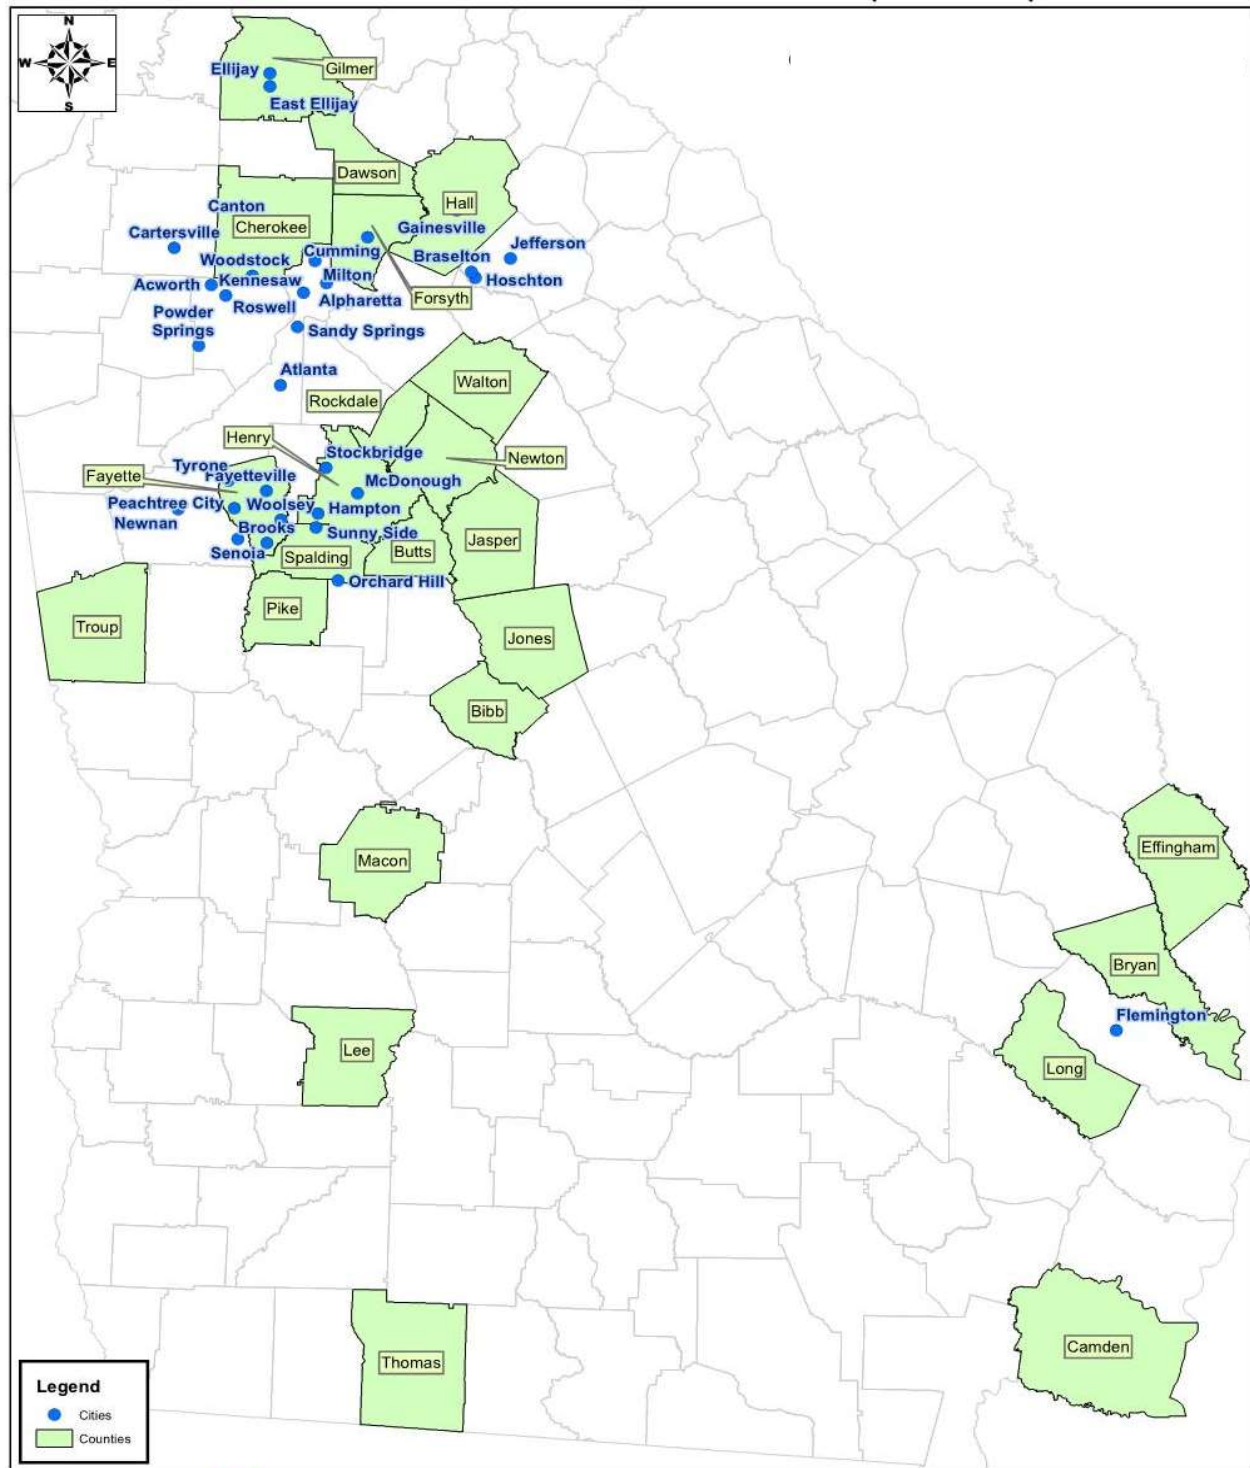 N
W
E
S
Ellijay
Gilmer
East Ellijay
Dawson
Hall
Canton
Cherokee
Gainesville
Cartersville
Cumming
Jefferson
Woodstock
Braselton
Milton
Hoschton
Acworth
Kennesaw
Alpharetta
Forsyth
Roswell
Powder
Springs
Sandy Springs
Atlanta
Walton
Rockdale
Henry
Stockbridge
Newton
Tyrone
Fayette
Fayetteville
McDonough
Peachtree City
Woolsey
Hampton
Newnan
Brooks
Sunny Side
Jasper
Senoia
Spalding
Butts
Orchard Hill
Pike
Troup
Jones
Bibb
Macon
Effingham
Bryan
Flemington
Lee
Long
Camden
Thomas
Legend
Cities
Counties